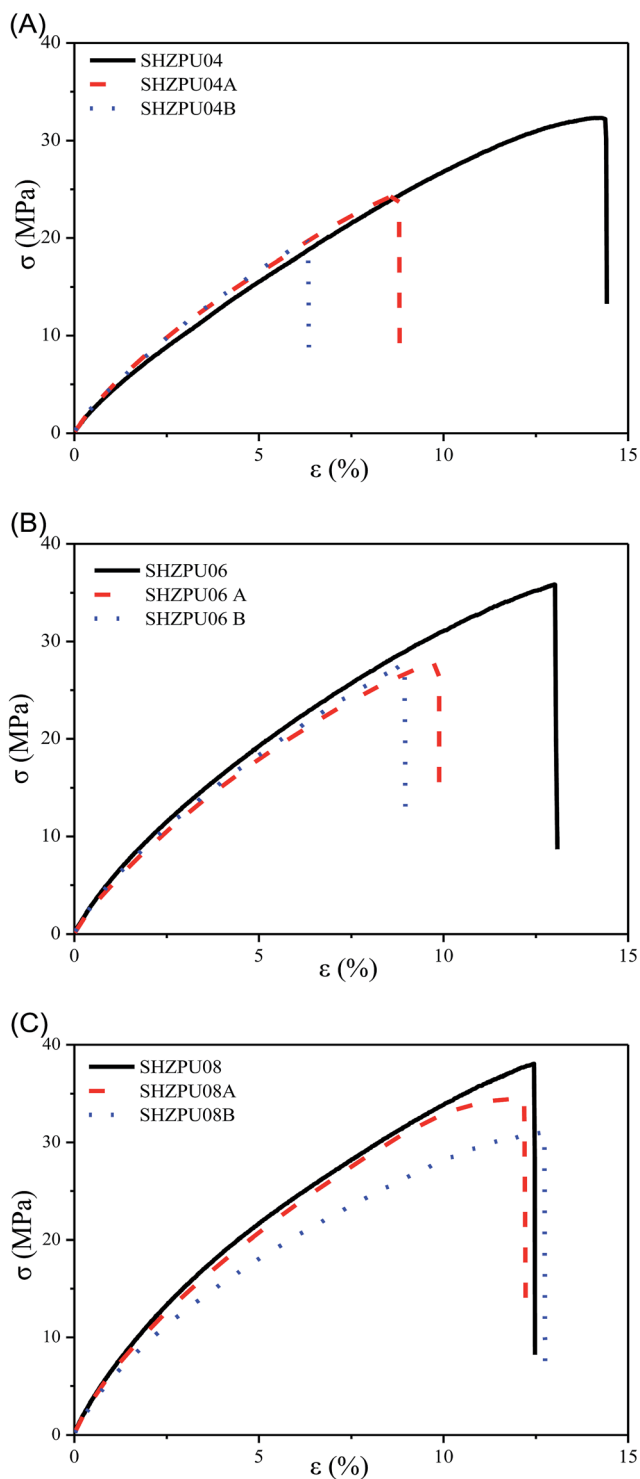 (A)
40
30
20
10
0
σ (MPa)
SHZPU04
SHZPU04A
SHZPU04B
0 5 10 15
ε (%)
(B)
40
30
20
10
0
σ (MPa)
SHZPU06
SHZPU06 A
SHZPU06 B
0 5 10 15
ε (%)
(C)
40
30
20
10
0
σ (MPa)
SHZPU08
SHZPU08A
SHZPU08B
0 5 10 15
ε (%)